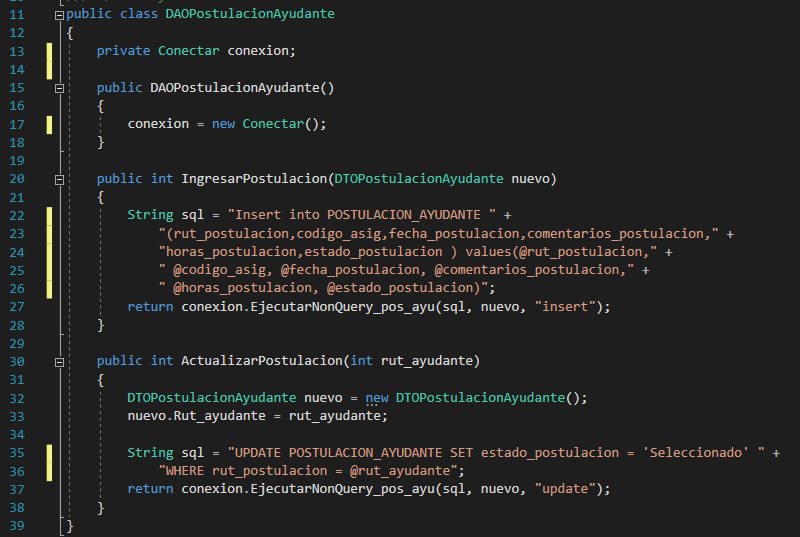 11 public class DAOPostulacionAyudante
12 {
13 private Conectar conexion;
14
15 public DAOPostulacionAyudante()
16 {
17 conexion = new Conectar();
18 }
19
20 public int IngresarPostulacion(DTOPostulacionAyudante nuevo)
21 {
22 String sql = "Insert into POSTULACION_AYUDANTE " +
23 "(rut_postulacion,codigo_asig,fecha_postulacion,comentarios_postulacion," +
24 "horas_postulacion,estado_postulacion ) values(@rut_postulacion," +
25 " @codigo_asig, @fecha_postulacion, @comentarios_postulacion," +
26 " @horas_postulacion, @estado_postulacion)";
27 return conexion.EjecutarNonQuery_pos_ayu(sql, nuevo, "insert");
28 }
29
30 public int ActualizarPostulacion(int rut_ayudante)
31 {
32 DTOPostulacionAyudante nuevo = new DTOPostulacionAyudante();
33 nuevo.Rut_ayudante = rut_ayudante;
34
35 String sql = "UPDATE POSTULACION_AYUDANTE SET estado_postulacion = 'Seleccionado' " +
36 "WHERE rut_postulacion = @rut_ayudante";
37 return conexion.EjecutarNonQuery_pos_ayu(sql, nuevo, "update");
38 }
39 }